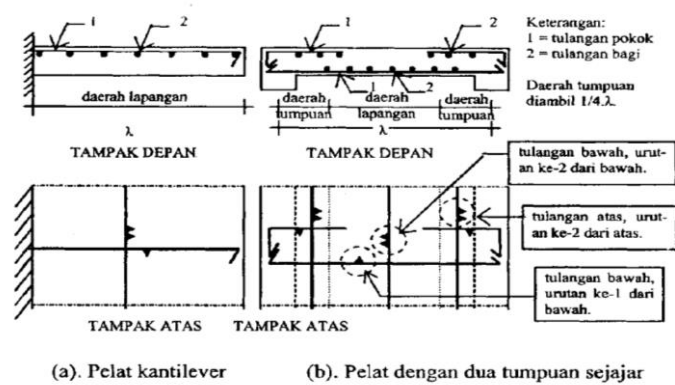 1
2
1
2
Keterangan:
1 = tulangan pokok
2 = tulangan bagi
Daerah tumpuan
diambil 1/4.λ.
1
2
daerah lapangan
daerah
tumpuan
daerah
lapangan
daerah
tumpuan
λ
λ
TAMPAK DEPAN
TAMPAK DEPAN
tulangan bawah, urut-
an ke-2 dari bawah.
tulangan atas, urut-
an ke-2 dari atas.
tulangan bawah,
urutan ke-1 dari
bawah.
TAMPAK ATAS
TAMPAK ATAS
(a). Pelat kantilever
(b). Pelat dengan dua tumpuan sejajar